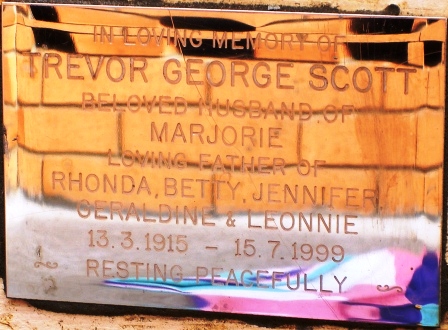 IN LOVING MEMORY OF
TREVOR GEORGE SCOTT
BELOVED HUSBAND OF
MARJORIE
LOVING FATHER OF
RHONDA, BETTY, JENNIFER,
GERALDINE & LEONNIE
13.3.1915 – 15.7.1999
RESTING PEACEFULLY